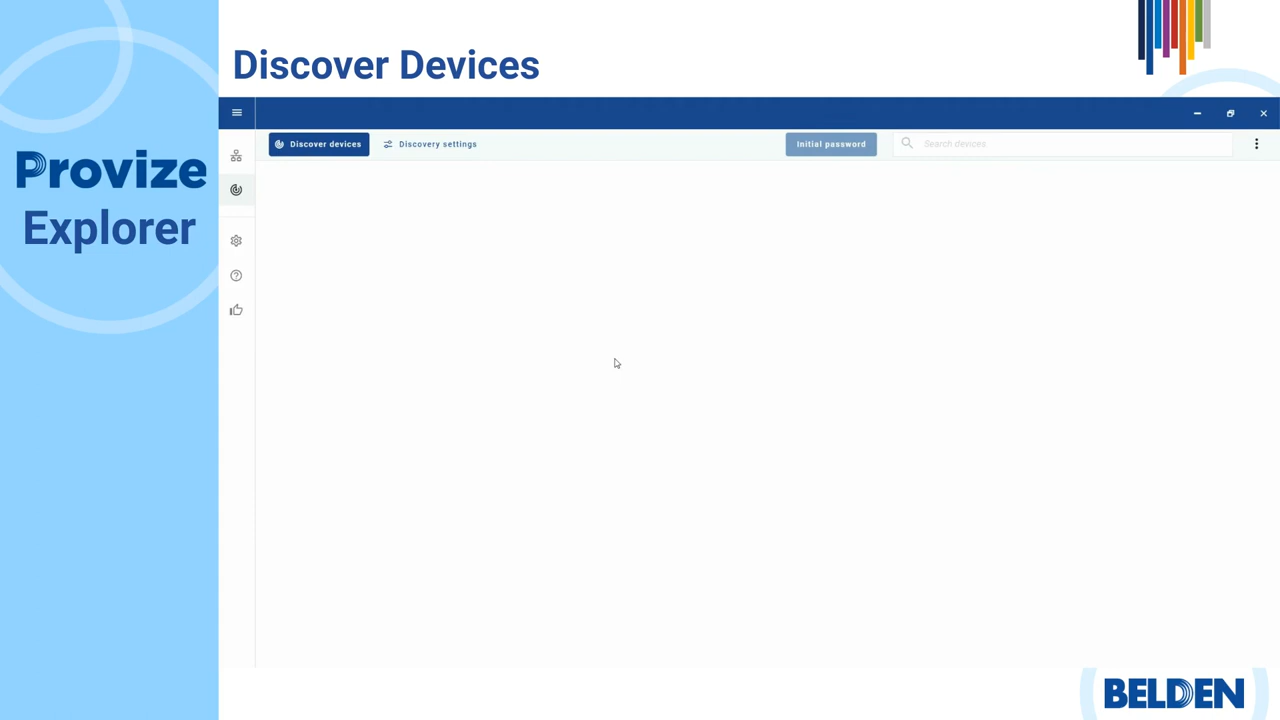 Discover Devices
Provize
Explorer
Discover devices
Discovery settings
Initial password
Search devices
BELDEN